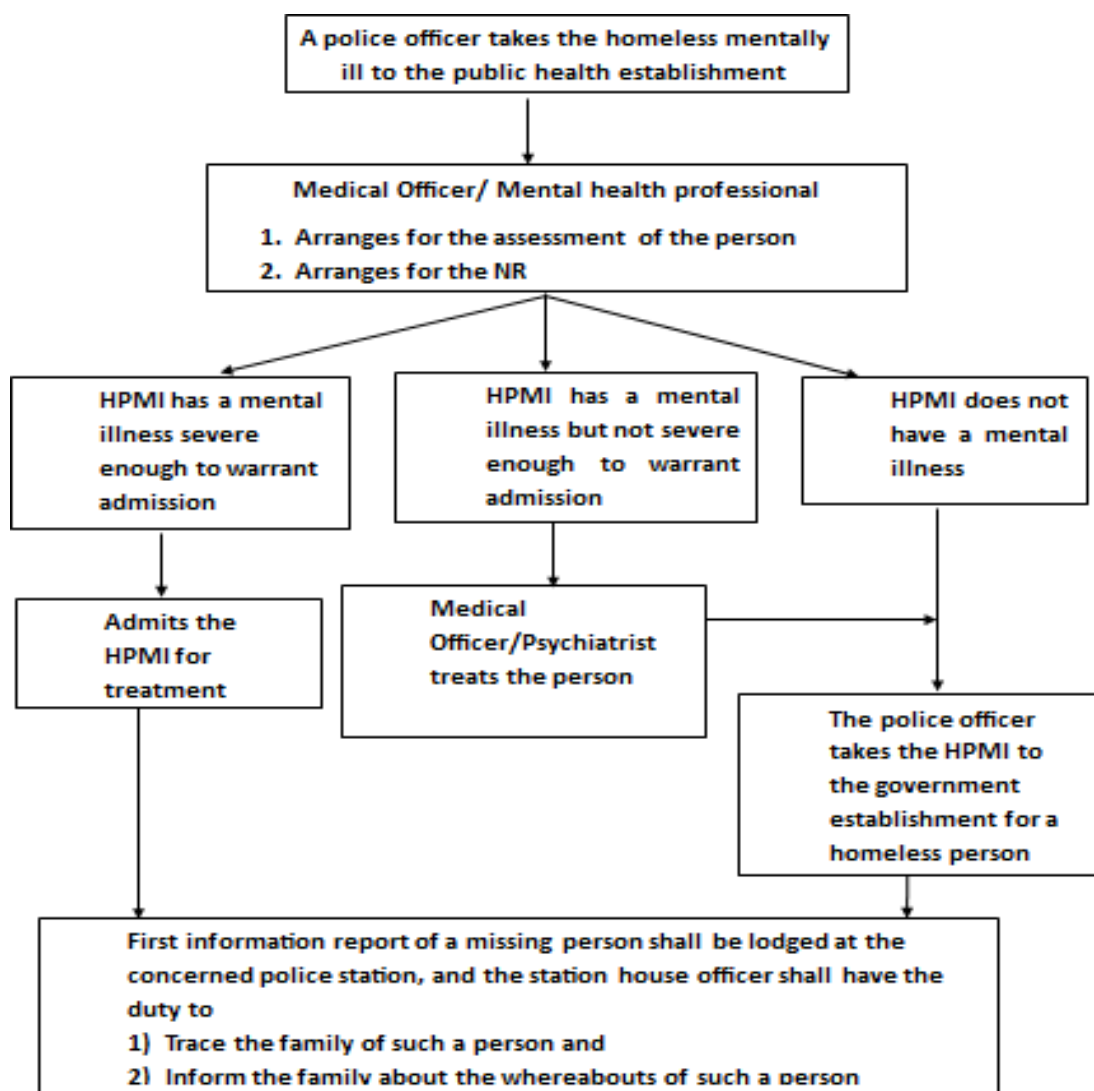 A police officer takes the homeless mentally
ill to the public health establishment
Medical Officer/ Mental health professional
1. Arranges for the assessment of the person
2. Arranges for the NR
HPMI has a mental
illness severe
enough to warrant
admission
HPMI has a mental
illness but not severe
enough to warrant
admission
HPMI does not
have a mental
illness
Admits the
HPMI for
treatment
Medical
Officer/Psychiatrist
treats the person
The police officer
takes the HPMI to
the government
establishment for a
homeless person
First information report of a missing person shall be lodged at the
concerned police station, and the station house officer shall have the
duty to
1) Trace the family of such a person and
2) Inform the family about the whereabouts of such a person